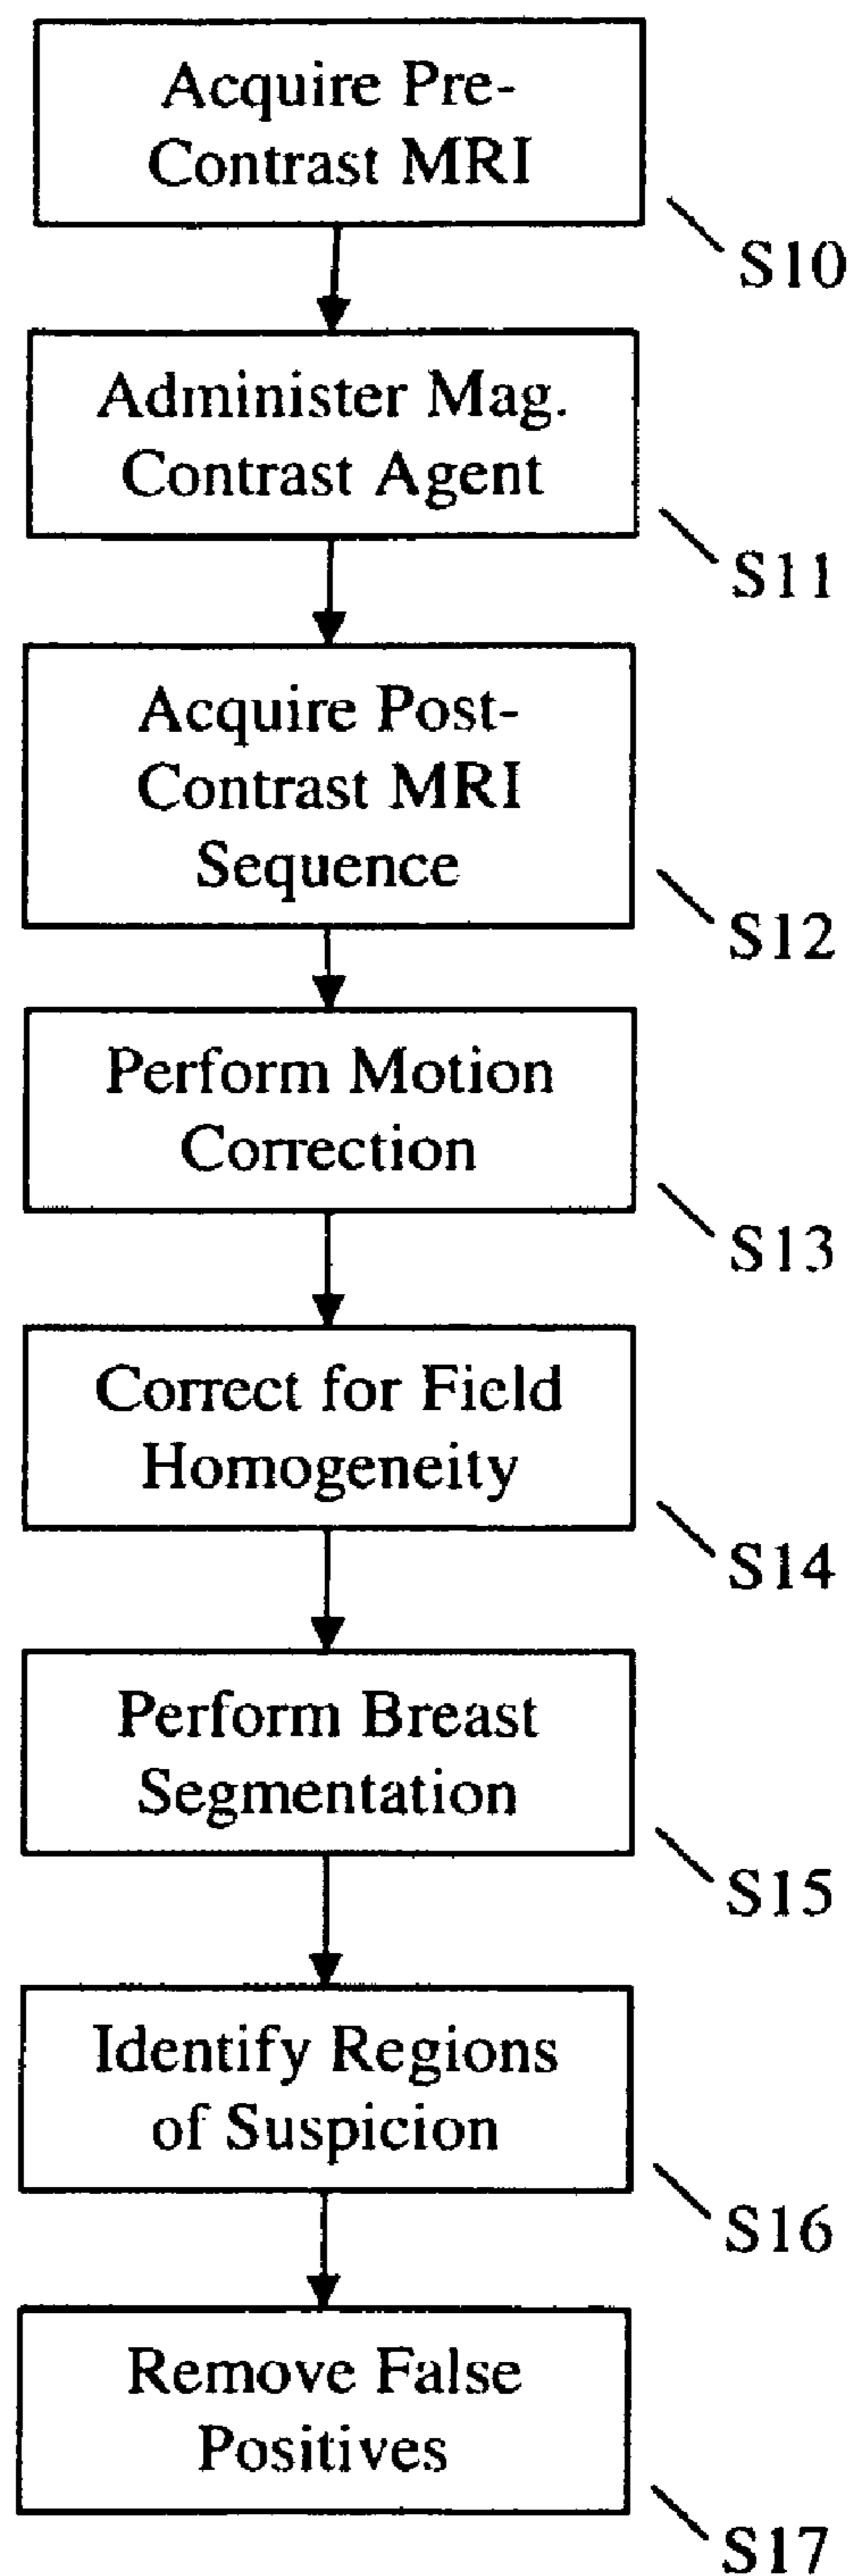 Acquire Pre-
Contrast MRI
S10
Administer Mag.
Contrast Agent
S11
Acquire Post-
Contrast MRI
Sequence
S12
Perform Motion
Correction
S13
Correct for Field
Homogeneity
S14
Perform Breast
Segmentation
S15
Identify Regions
of Suspicion
S16
Remove False
Positives
S17